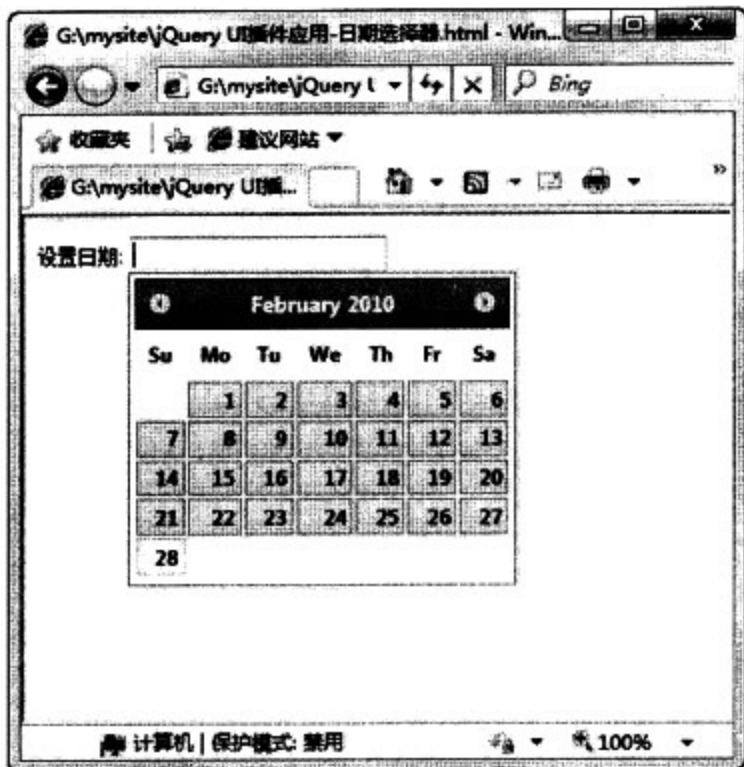 G:\mysite\jQuery UI插件应用-日期选择器.html - Win...
G:\mysite\jQuery U
Bing
收藏夹 建议网站
G:\mysite\jQuery UI插...
设置日期:
February 2010
Su Mo Tu We Th Fr Sa
1 2 3 4 5 6
7 8 9 10 11 12 13
14 15 16 17 18 19 20
21 22 23 24 25 26 27
28
计算机 | 保护模式: 禁用 100%